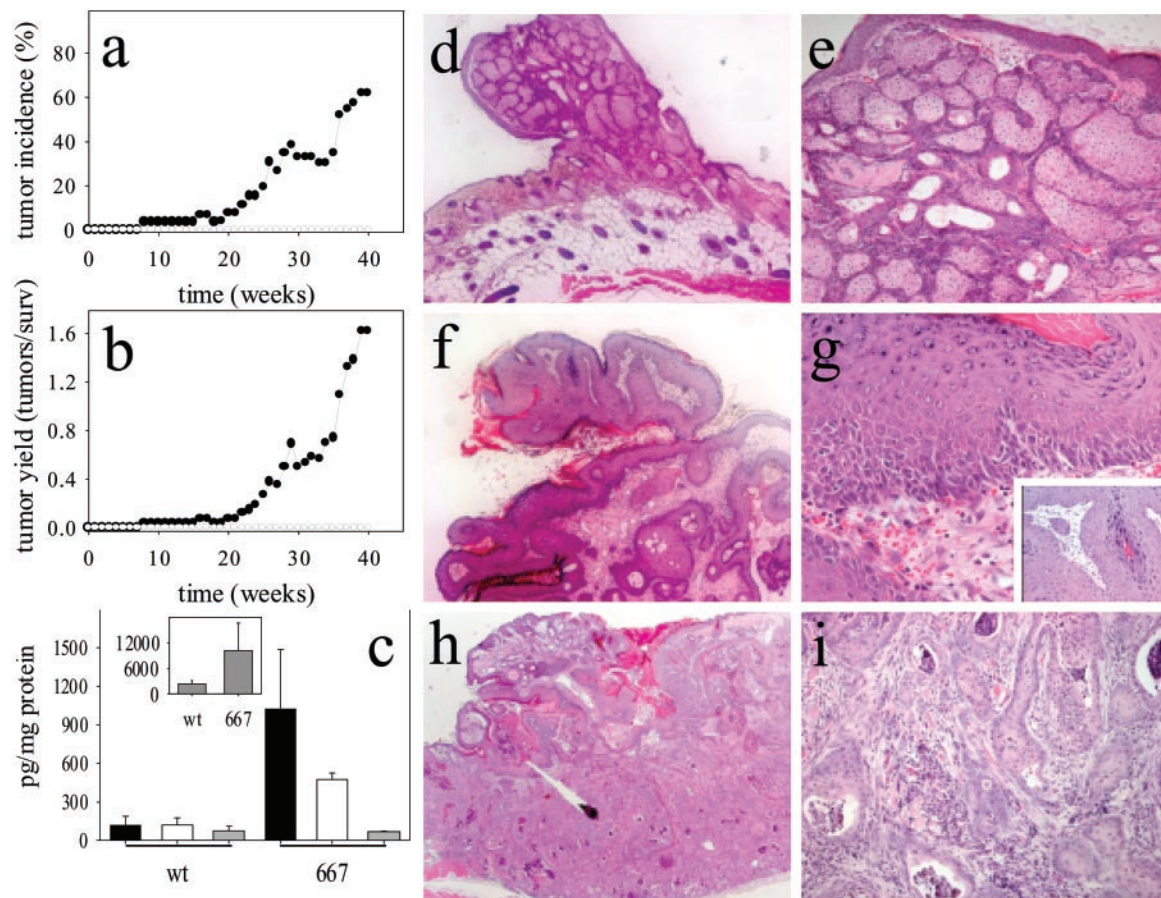 a
tumor incidence (%)
80
60
40
20
0
0 10 20 30 40
time (weeks)
b
tumor yield (tumors/surv)
1.6
1.2
0.8
0.4
0.0
0 10 20 30 40
time (weeks)
c
pg/mg protein
1500
1200
900
600
300
0
12000
6000
0
wt 667
wt 667
d
e
f
g
h
i